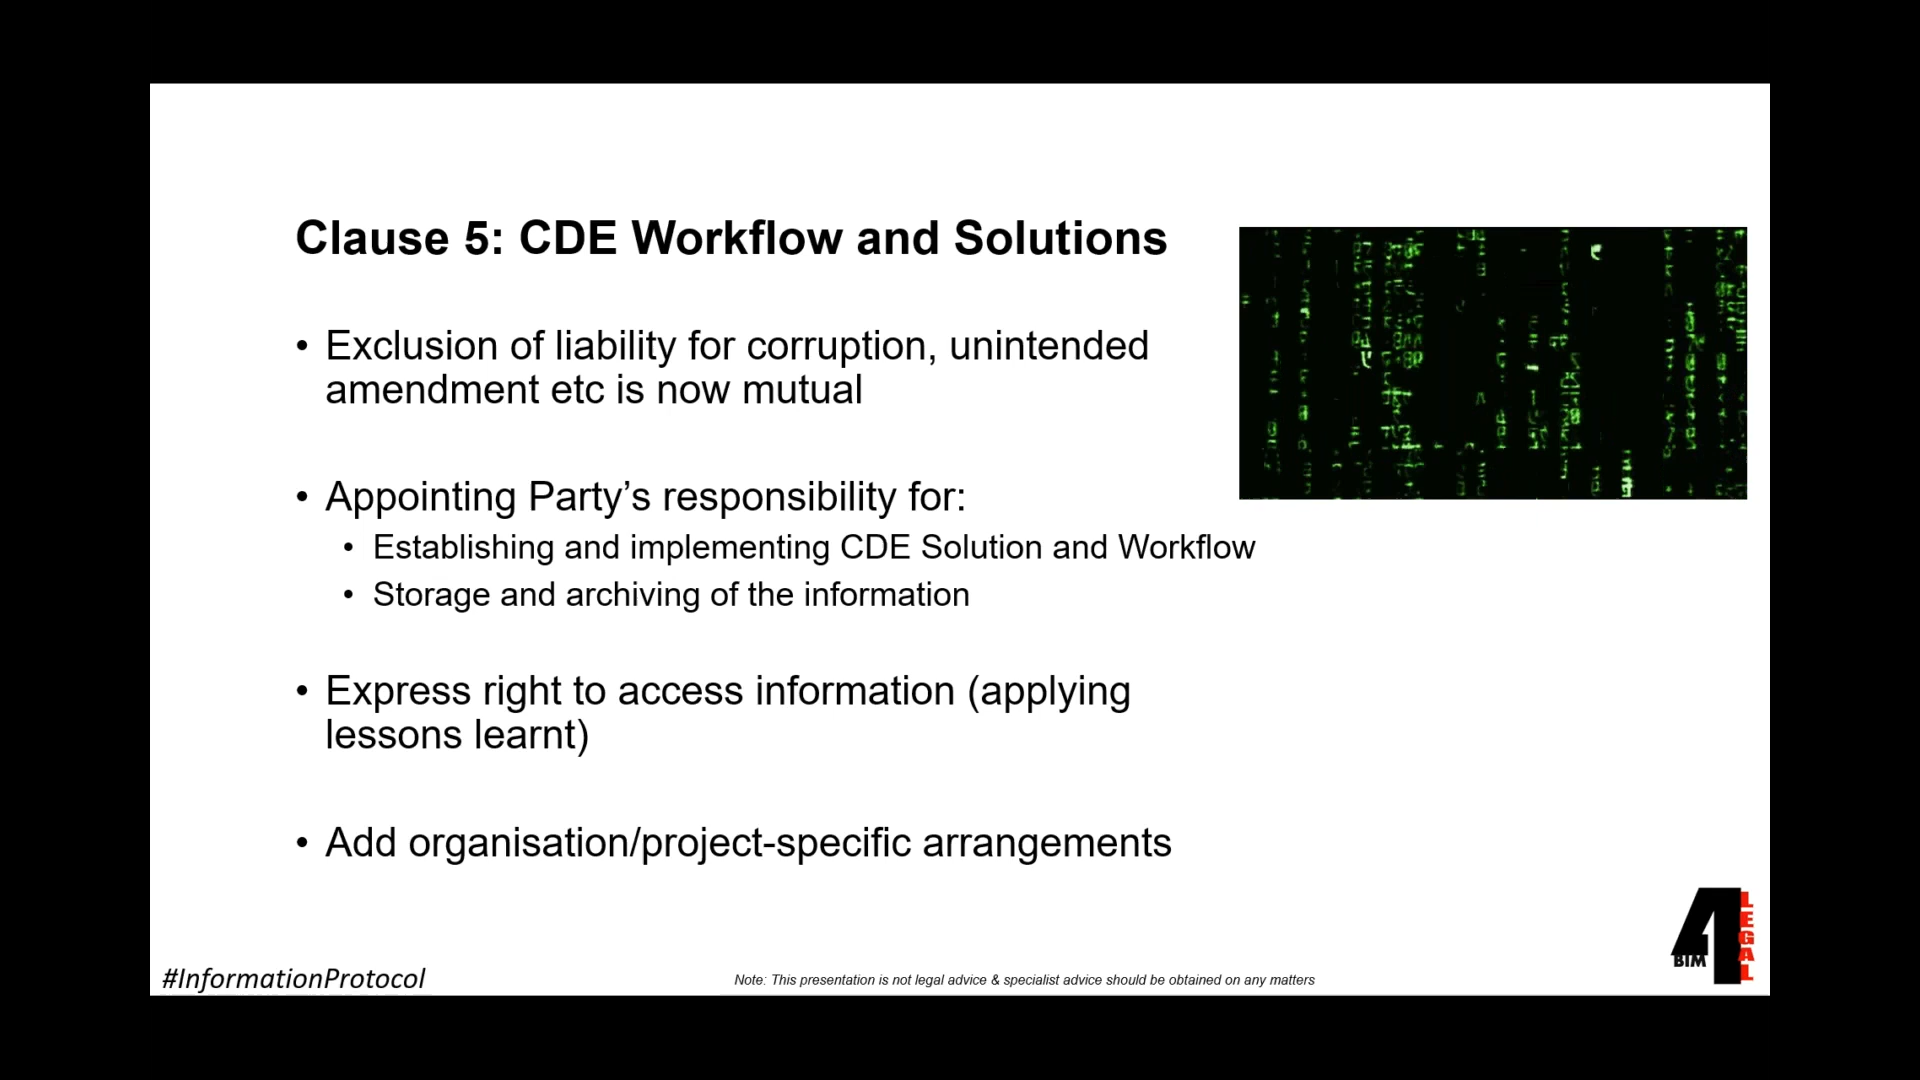 Clause 5: CDE Workflow and Solutions
• Exclusion of liability for corruption, unintended
amendment etc is now mutual
• Appointing Party’s responsibility for:
• Establishing and implementing CDE Solution and Workflow
• Storage and archiving of the information
• Express right to access information (applying
lessons learnt)
• Add organisation/project-specific arrangements
4
BIM
LEGAL
#InformationProtocol
Note: This presentation is not legal advice & specialist advice should be obtained on any matters